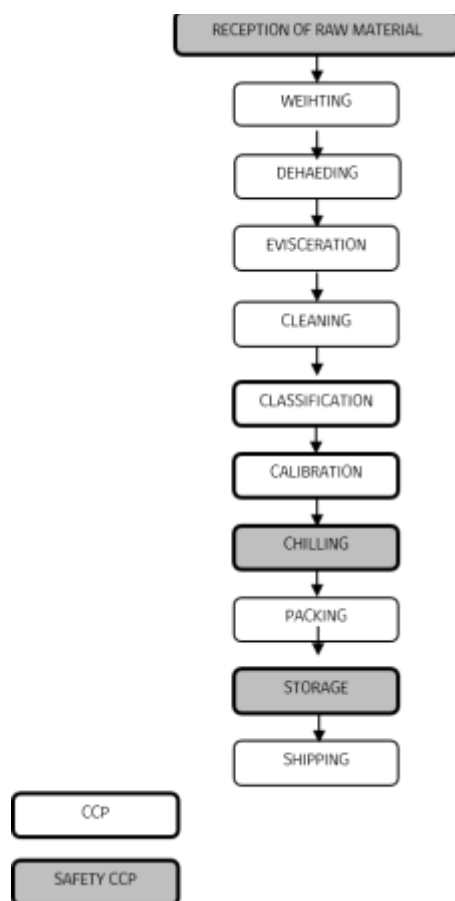 RECEPTION OF RAW MATERIAL
WEIHTING
DEHAEDING
EVISCERATION
CLEANING
CLASSIFICATION
CALIBRATION
CHILLING
PACKING
STORAGE
SHIPPING
CCP
SAFETY CCP